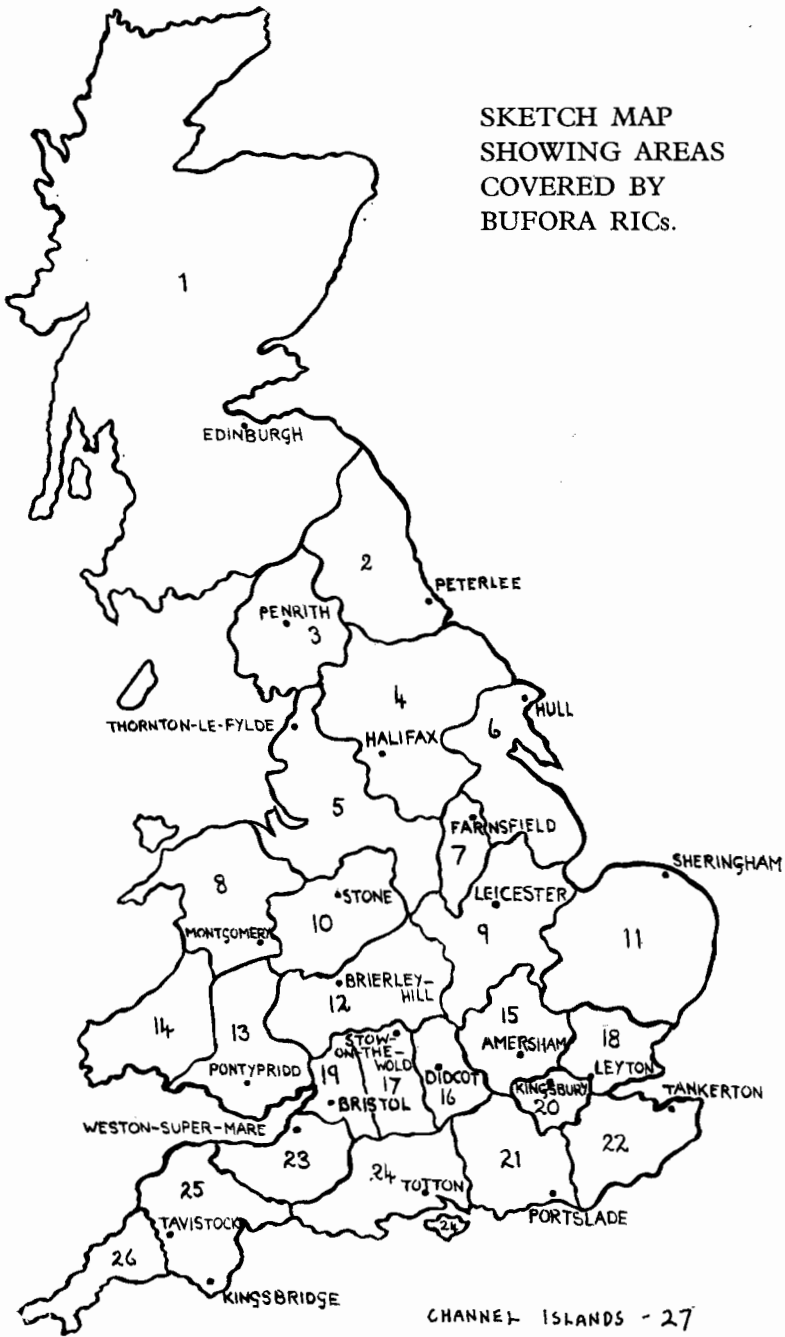 SKETCH MAP
SHOWING AREAS
COVERED BY
BUFORA RICs.
1
EDINBURGH
2
PETERLEE
PENRITH
3
4
HULL
THORNTON-LE-FYLDE
6
HALIFAX
5
FARNSFIELD
7
SHERINGHAM
8
STONE
LEICESTER
10
9
11
MONTGOMERY
BRIERLEY-
HILL
12
15
14
13
STOW-
ON-THE-
WOLD
AMERSHAM
18
PONTYPRIDD
19
17
DIDCOT
16
LEYTON
KINGSBURY
20
TANKERTON
BRISTOL
WESTON-SUPER-MARE
23
24
TOTTON
21
22
25
PORTSLADE
24
TAVISTOCK
26
KINGSBRIDGE
CHANNEL ISLANDS - 27